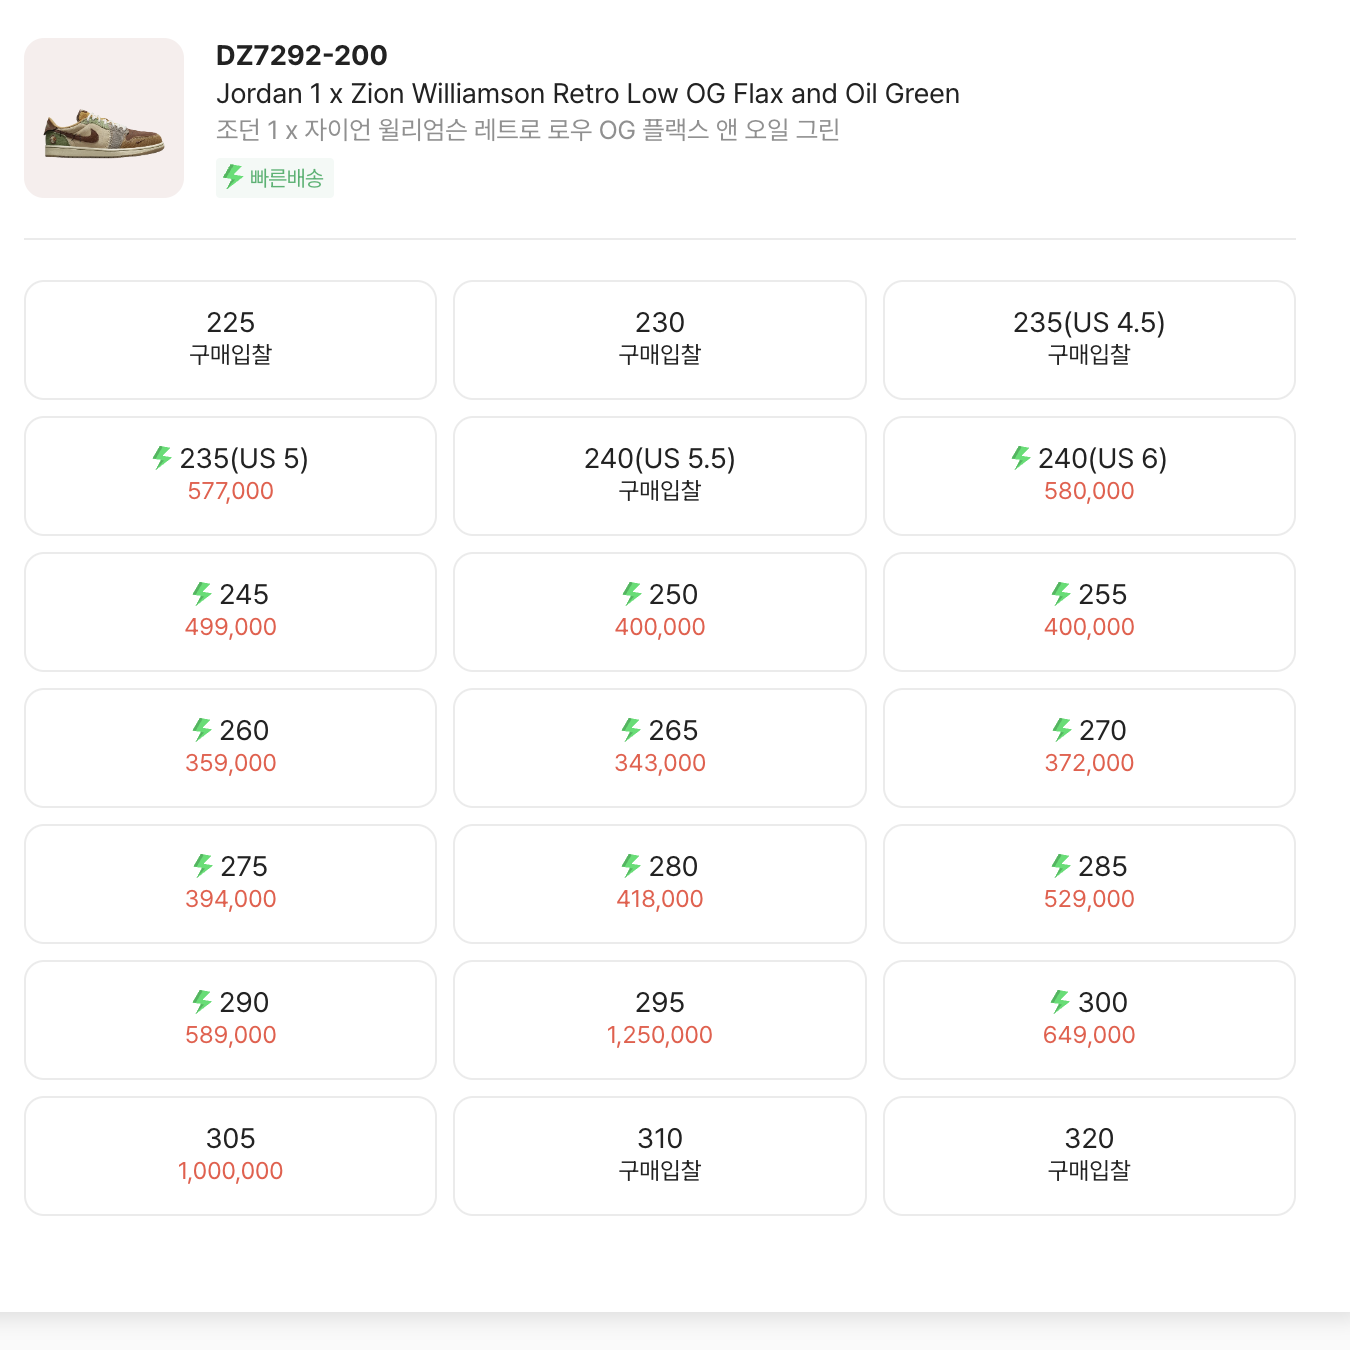 DZ7292-200
Jordan 1 x Zion Williamson Retro Low OG Flax and Oil Green
조던 1 x 자이언 윌리엄슨 레트로 로우 OG 플랙스 앤 오일 그린
빠른배송
225
구매입찰
230
구매입찰
235(US 4.5)
구매입찰
235(US 5)
577,000
240(US 5.5)
구매입찰
240(US 6)
580,000
245
499,000
250
400,000
255
400,000
260
359,000
265
343,000
270
372,000
275
394,000
280
418,000
285
529,000
290
589,000
295
1,250,000
300
649,000
305
1,000,000
310
구매입찰
320
구매입찰